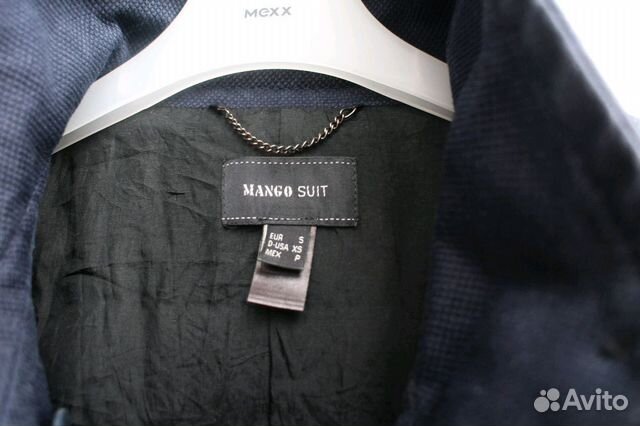 MEXX
MANGO SUIT
EUR S
D-USA XS
MEX P
Avito